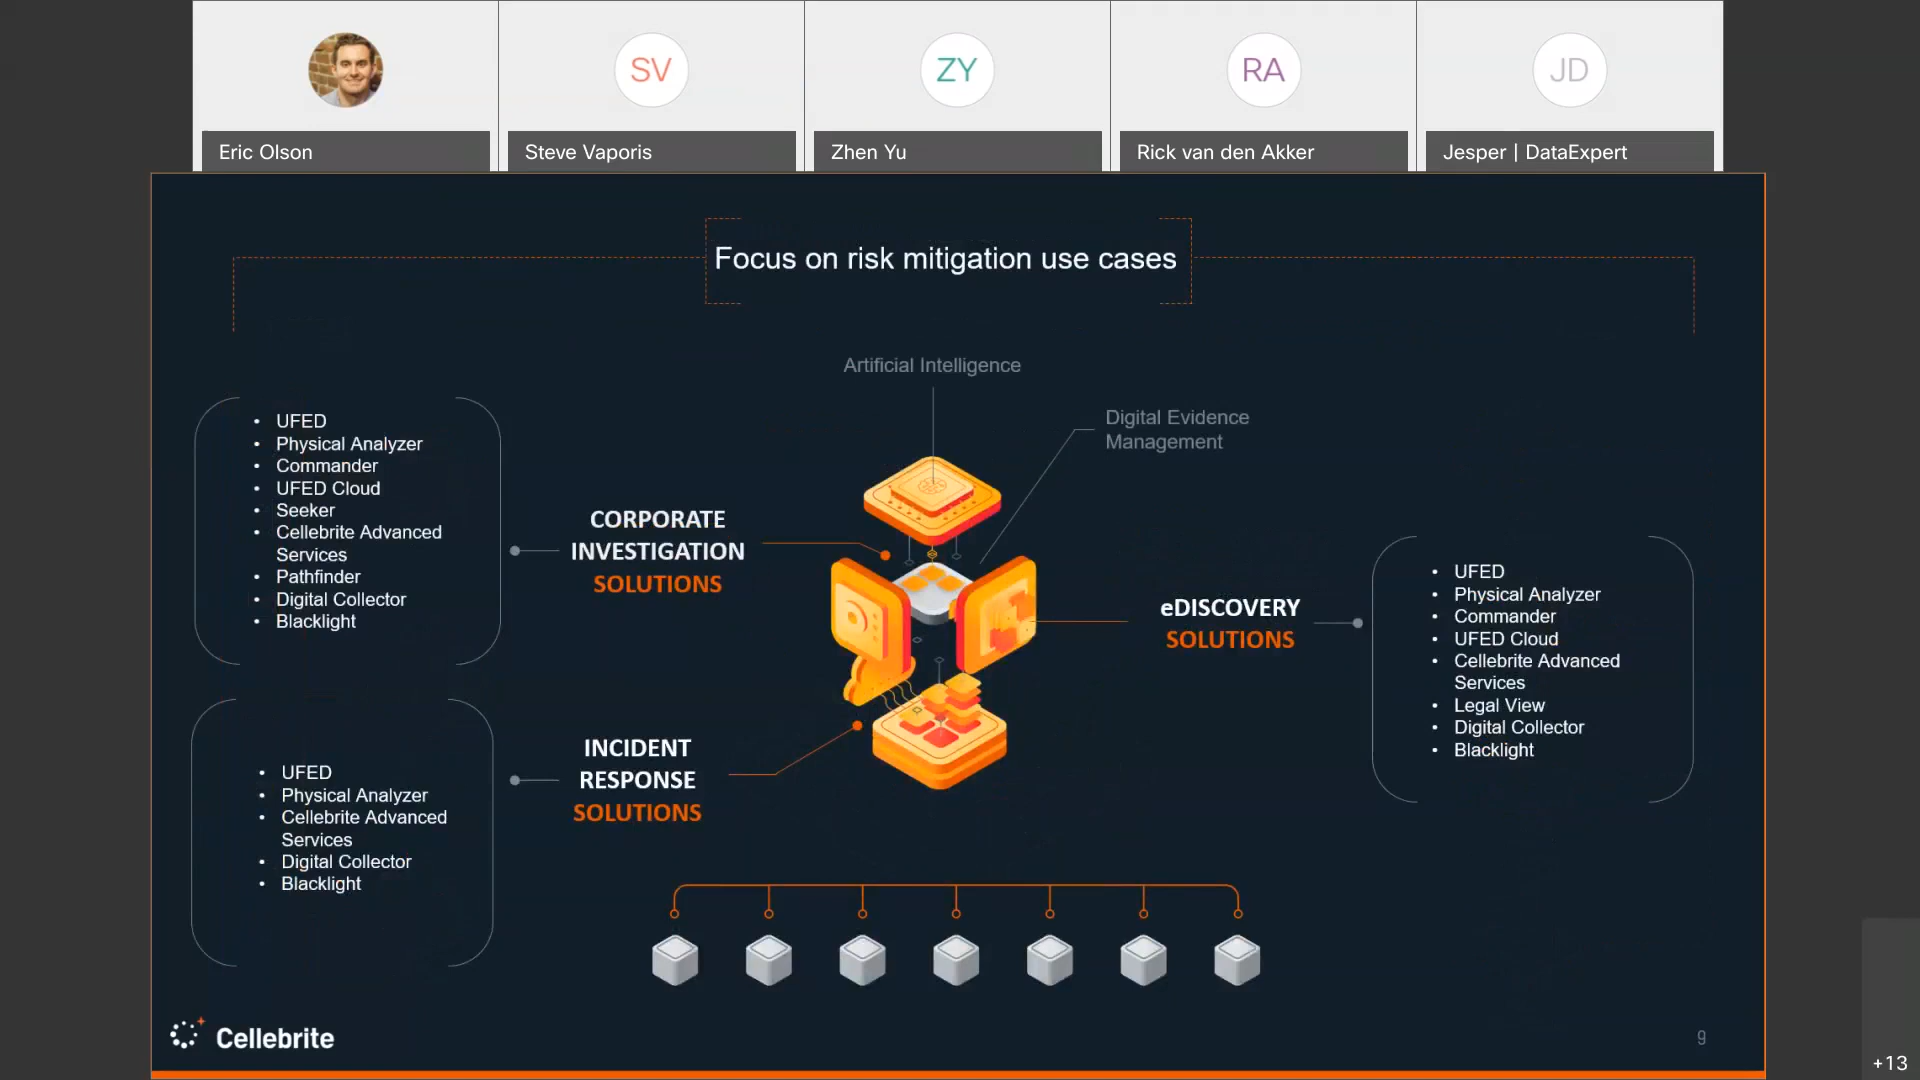 SV
ZY
RA
JD
Eric Olson
Steve Vaporis
Zhen Yu
Rick van den Akker
Jesper | DataExpert
Focus on risk mitigation use cases
Artificial Intelligence
Digital Evidence
Management
• UFED
• Physical Analyzer
• Commander
• UFED Cloud
• Seeker
• Cellebrite Advanced
Services
• Pathfinder
• Digital Collector
• Blacklight
CORPORATE
INVESTIGATION
SOLUTIONS
eDISCOVERY
SOLUTIONS
• UFED
• Physical Analyzer
• Commander
• UFED Cloud
• Cellebrite Advanced
Services
• Legal View
• Digital Collector
• Blacklight
INCIDENT
RESPONSE
SOLUTIONS
• UFED
• Physical Analyzer
• Cellebrite Advanced
Services
• Digital Collector
• Blacklight
Cellebrite
9
+13